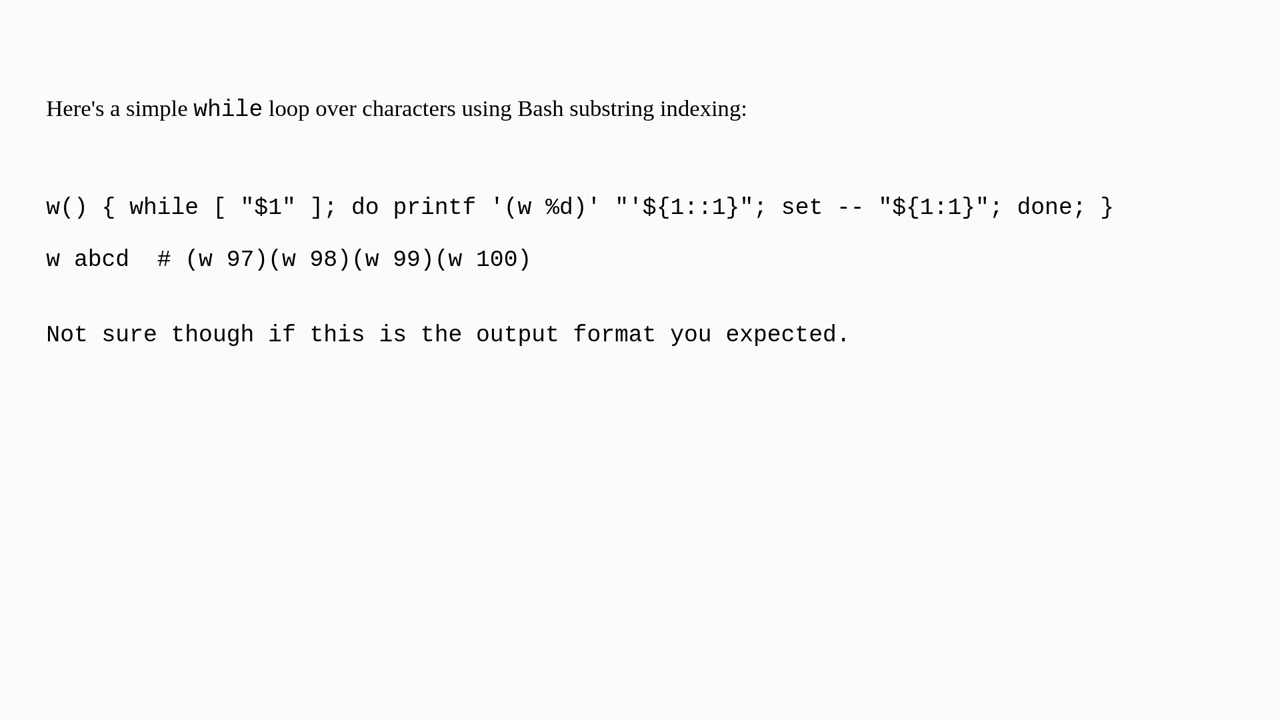 Here's a simple while loop over characters using Bash substring indexing:
w() { while [ "$1" ]; do printf '(w %d)' "'${1::1}"; set -- "${1:1}"; done; }
w abcd  # (w 97)(w 98)(w 99)(w 100)
Not sure though if this is the output format you expected.